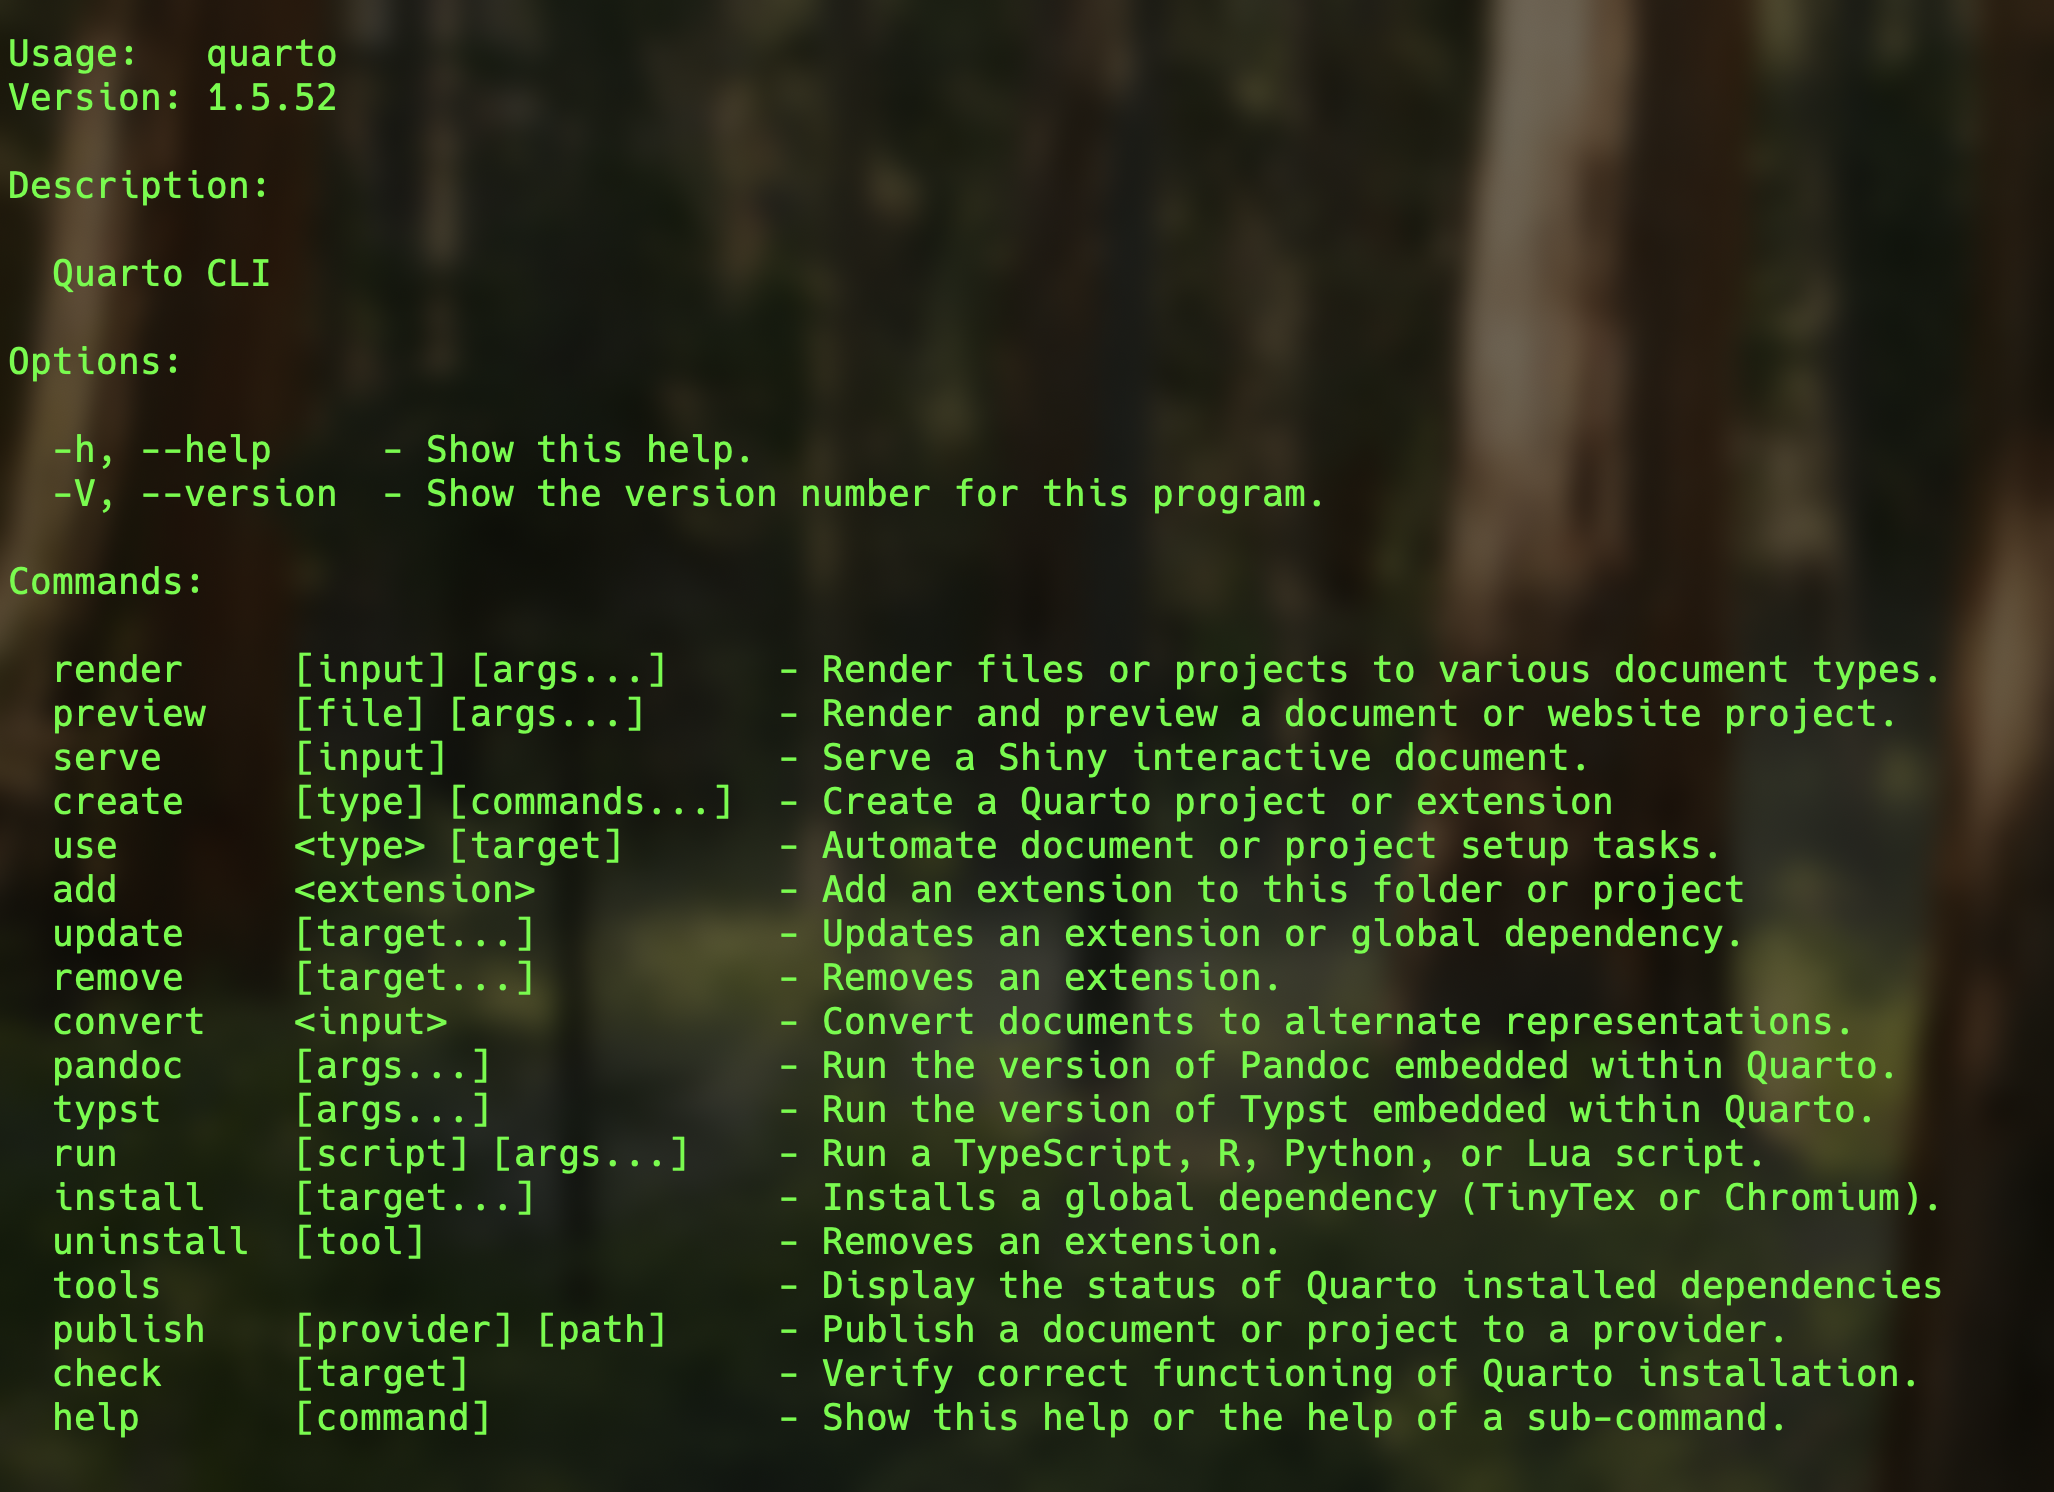 Usage:   quarto
Version: 1.5.52

Description:

  Quarto CLI

Options:

  -h, --help     - Show this help.
  -V, --version  - Show the version number for this program.

Commands:

  render     [input] [args...]     - Render files or projects to various document types.
  preview    [file] [args...]      - Render and preview a document or website project.
  serve      [input]               - Serve a Shiny interactive document.
  create     [type] [commands...]  - Create a Quarto project or extension
  use        <type> [target]       - Automate document or project setup tasks.
  add        <extension>           - Add an extension to this folder or project
  update     [target...]           - Updates an extension or global dependency.
  remove     [target...]           - Removes an extension.
  convert    <input>               - Convert documents to alternate representations.
  pandoc     [args...]             - Run the version of Pandoc embedded within Quarto.
  typst      [args...]             - Run the version of Typst embedded within Quarto.
  run        [script] [args...]    - Run a TypeScript, R, Python, or Lua script.
  install    [target...]           - Installs a global dependency (TinyTex or Chromium).
  uninstall  [tool]                - Removes an extension.
  tools                            - Display the status of Quarto installed dependencies
  publish    [provider] [path]     - Publish a document or project to a provider.
  check      [target]              - Verify correct functioning of Quarto installation.
  help       [command]             - Show this help or the help of a sub-command.